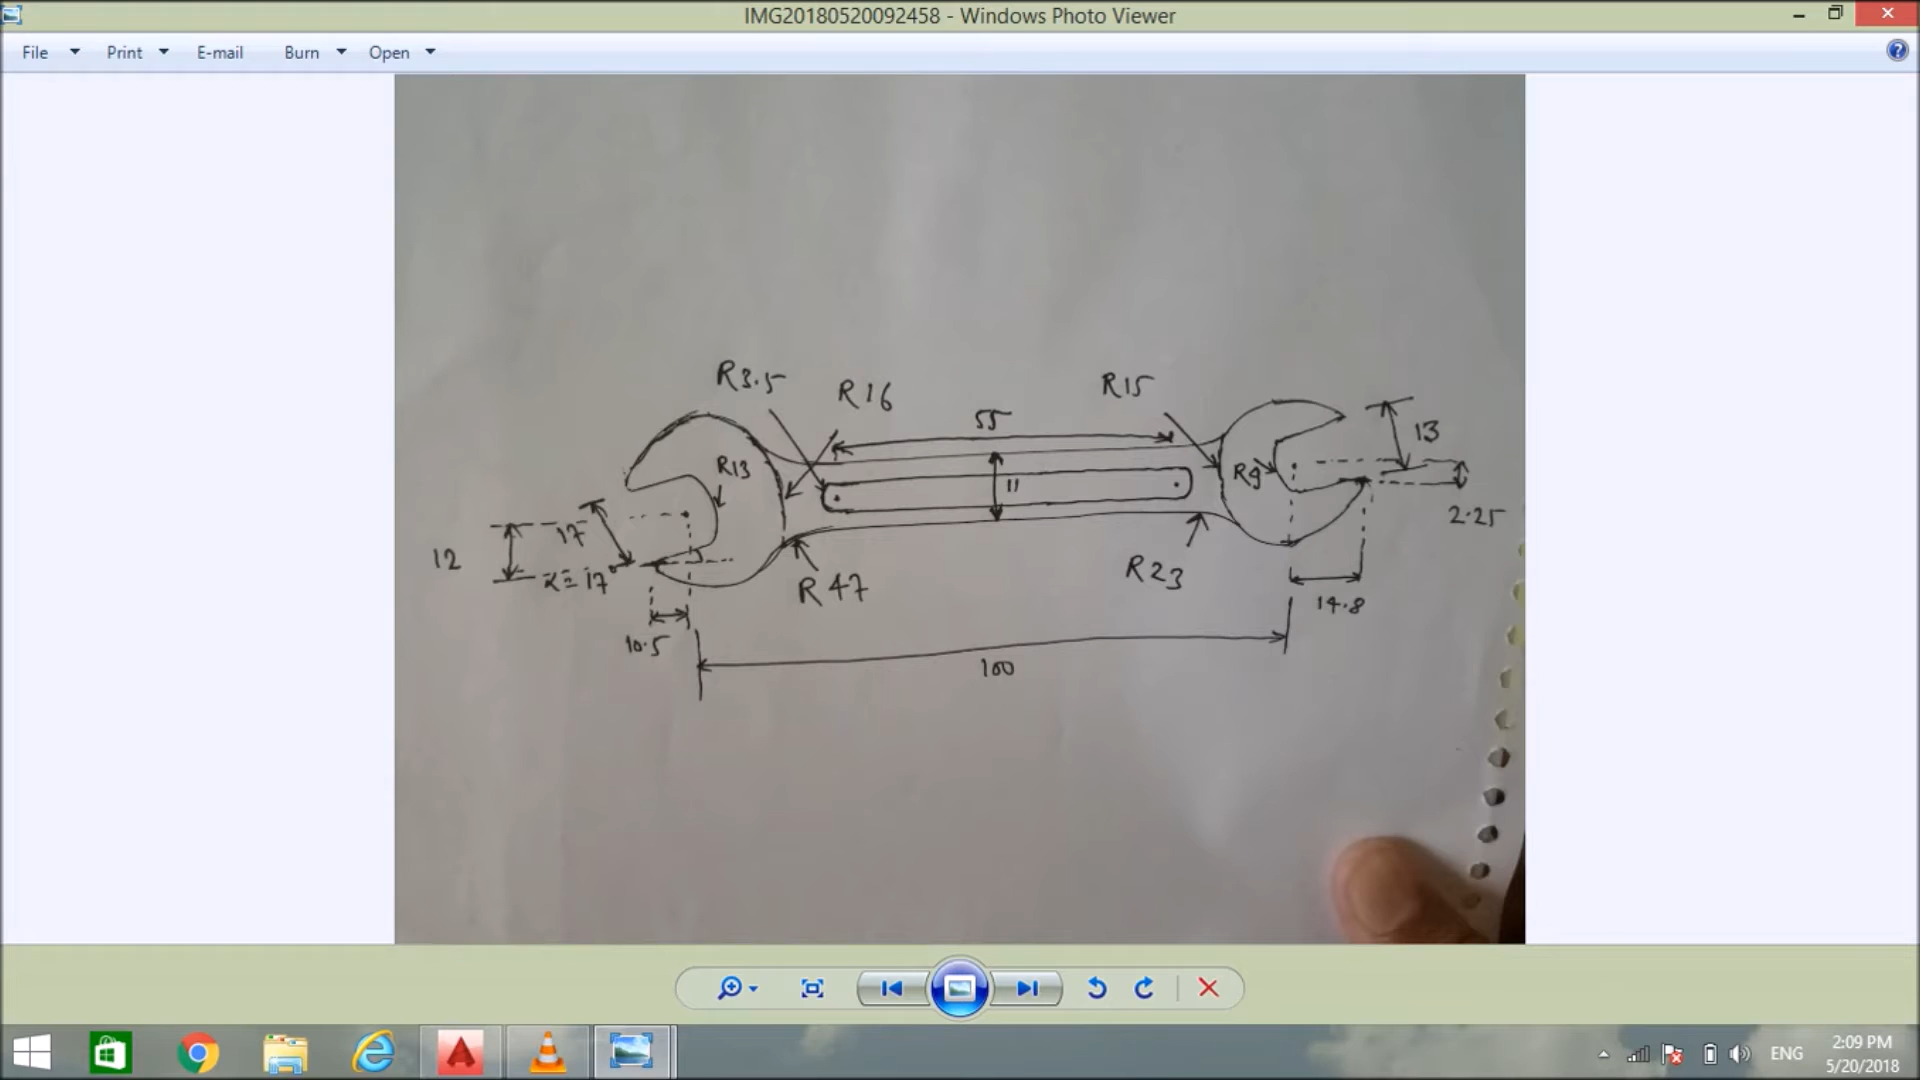 IMG20180520092458 - Windows Photo Viewer
File Print E-mail Burn Open
R3.5
R16
R15
55
13
R13
R9
11
17
2.25
12
α = 17°
R23
R47
14.8
10.5
100
ENG
2:09 PM
5/20/2018